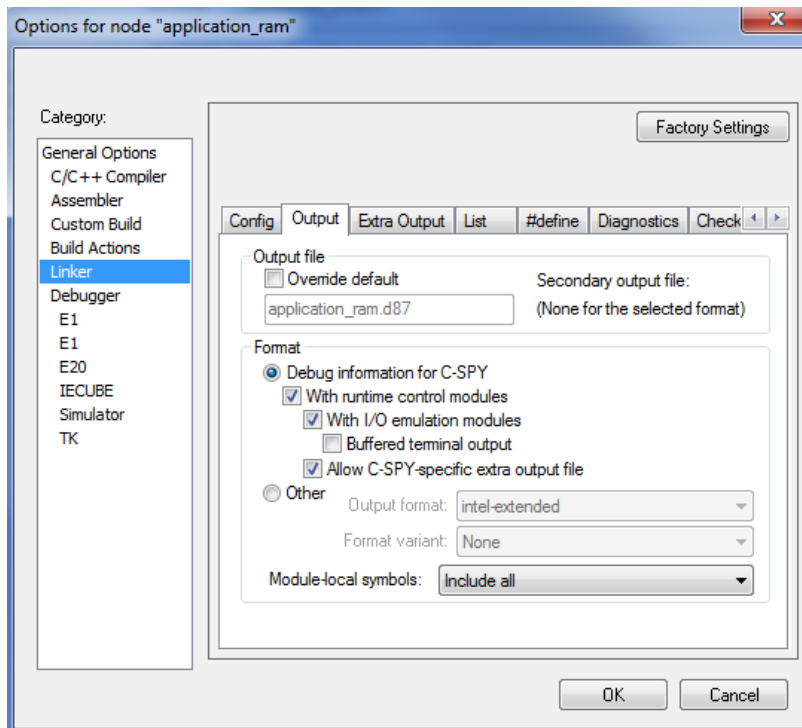 Options for node "application_ram"
Category:
Factory Settings
General Options
C/C++ Compiler
Assembler
Custom Build
Build Actions
Linker
Debugger
E1
E1
E20
IECUBE
Simulator
TK
Config
Output
Extra Output
List
#define
Diagnostics
Check
Output file
Override default
Secondary output file:
application_ram.d87
(None for the selected format)
Format
Debug information for C-SPY
With runtime control modules
With I/O emulation modules
Buffered terminal output
Allow C-SPY-specific extra output file
Other
Output format:
intel-extended
Format variant:
None
Module-local symbols:
Include all
OK
Cancel